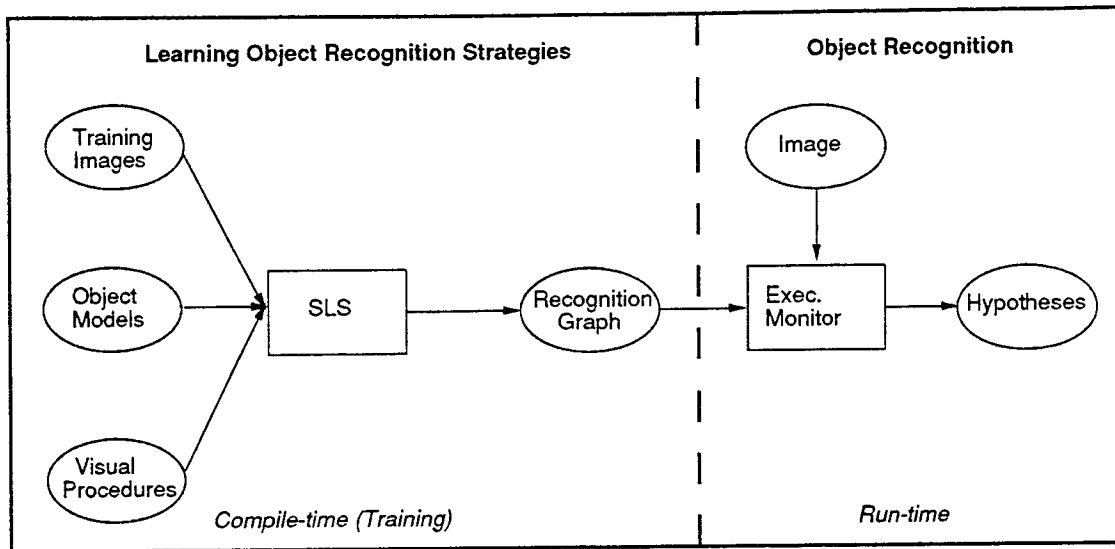 Learning Object Recognition Strategies
Object Recognition
Training
Images
Image
Object
Models
SLS
Recognition
Graph
Exec.
Monitor
Hypotheses
Visual
Procedures
Compile-time (Training)
Run-time